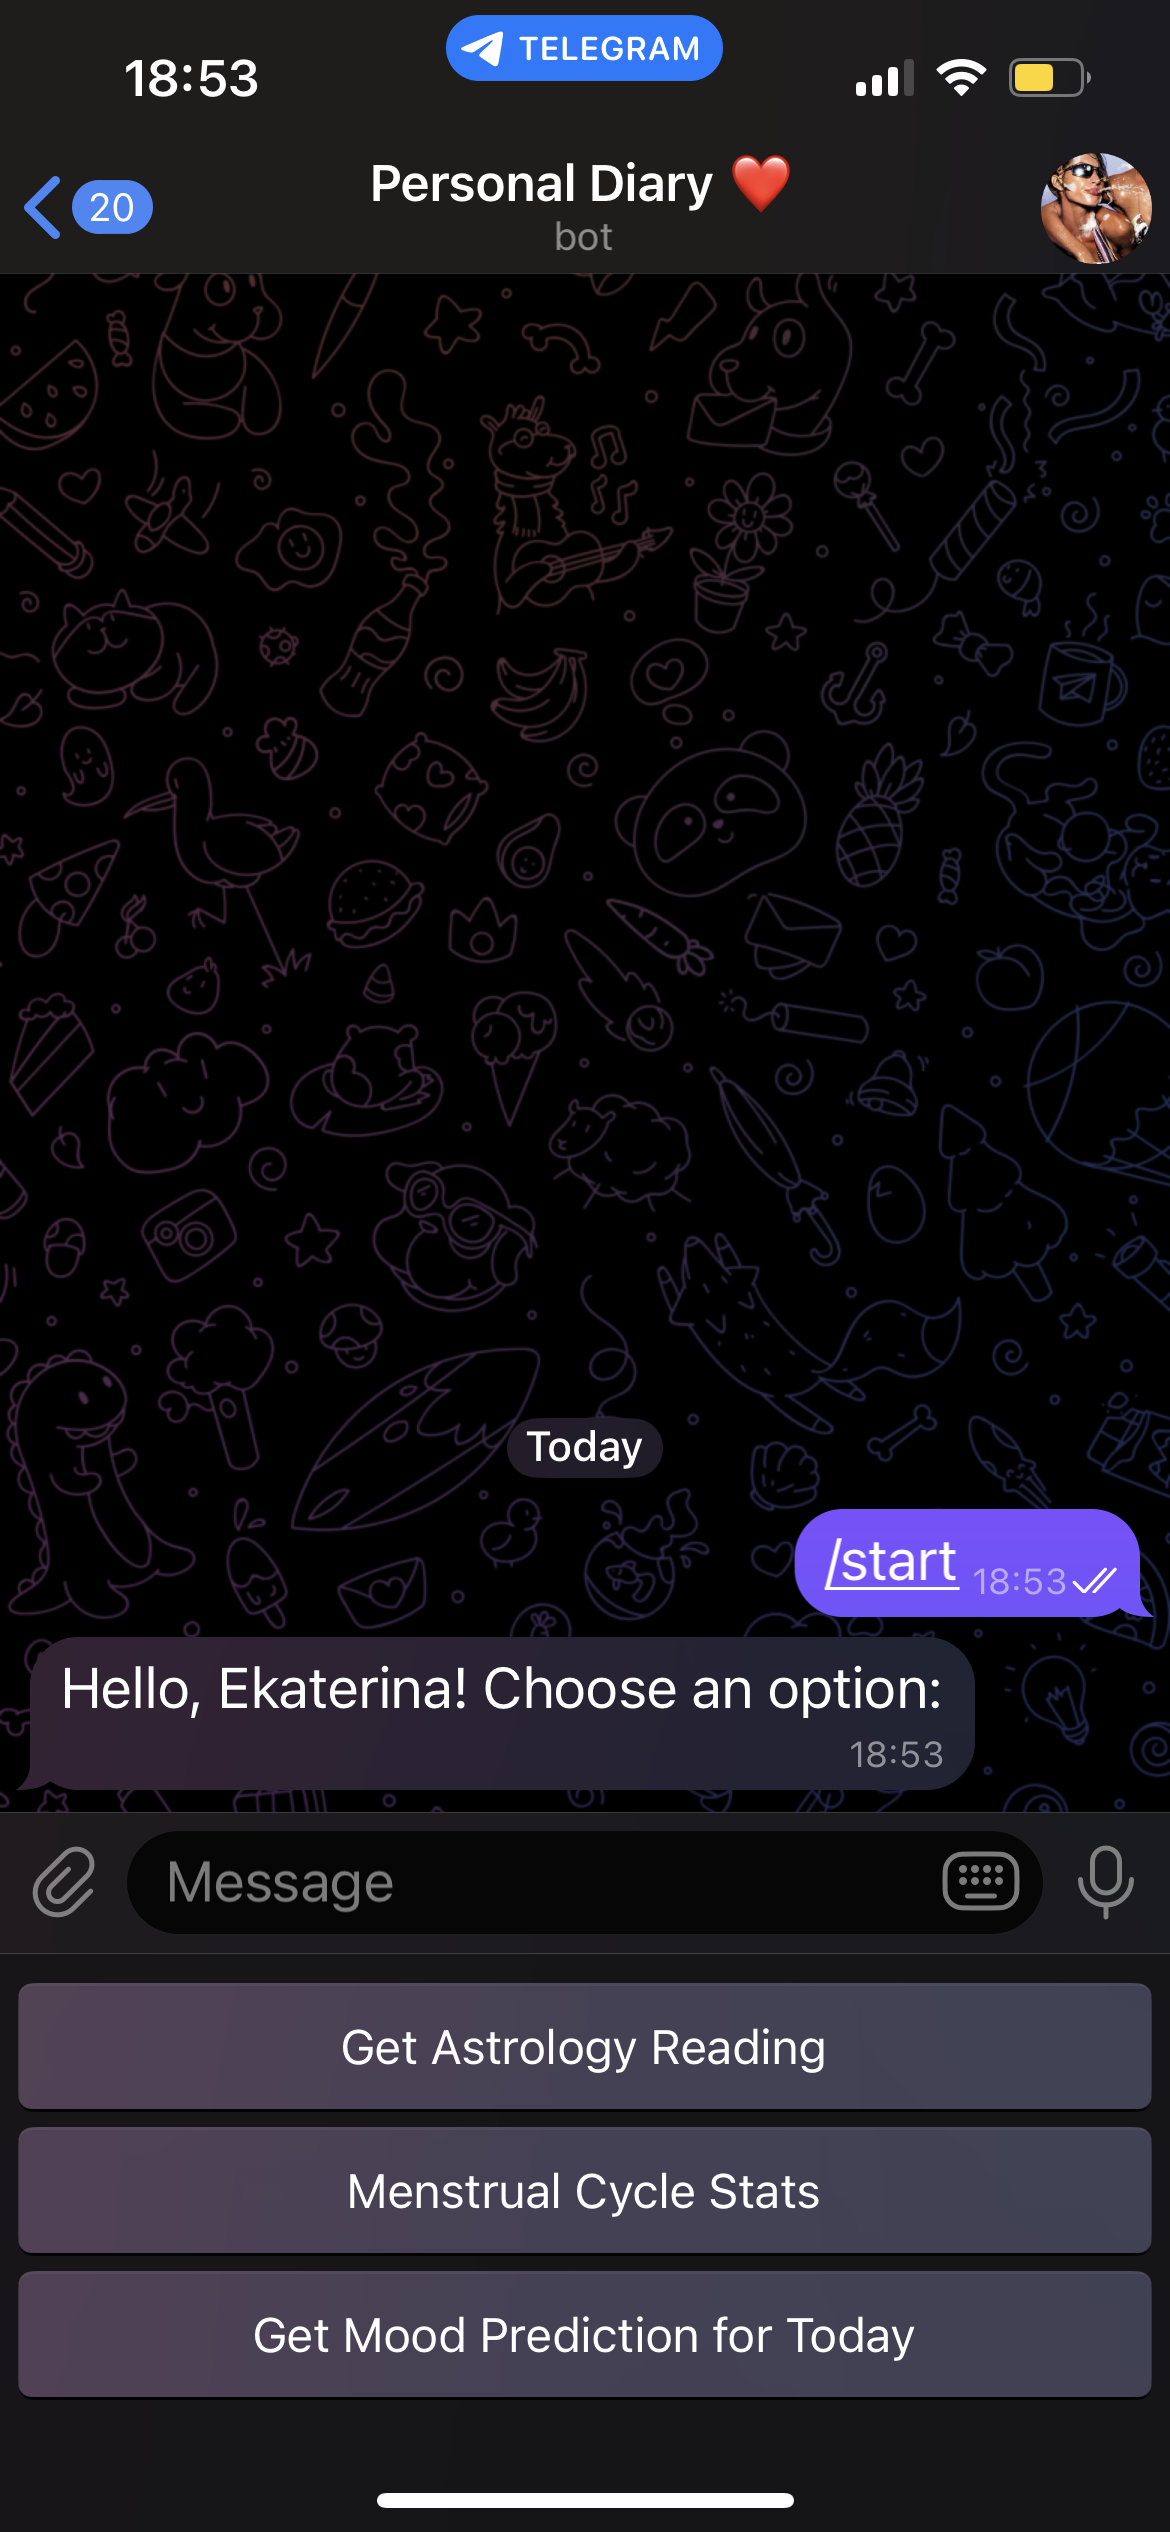 TELEGRAM
18:53
20
Personal Diary ❤️
bot
Today
/start 18:53
Hello, Ekaterina! Choose an option:
18:53
Message
Get Astrology Reading
Menstrual Cycle Stats
Get Mood Prediction for Today